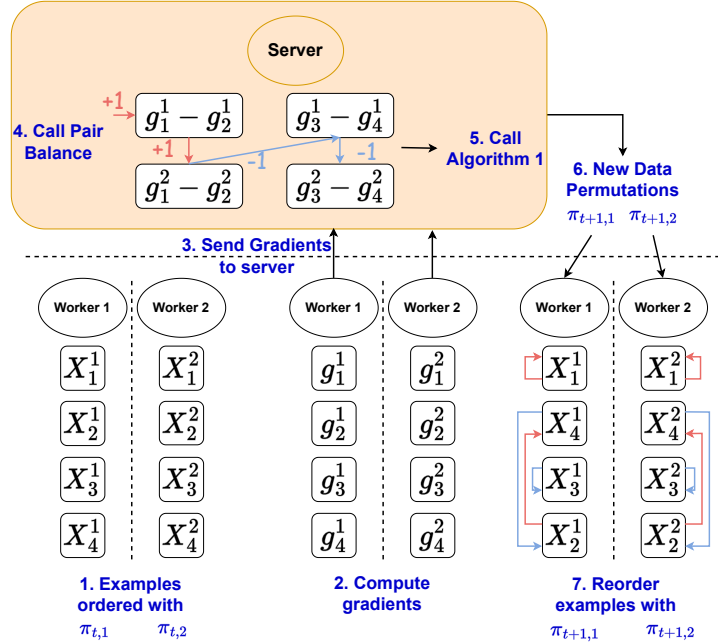 Server
+1
g_1^1 − g_2^1
g_3^1 − g_4^1
4. Call Pair
Balance
+1
-1
-1
5. Call
Algorithm 1
g_1^2 − g_2^2
g_3^2 − g_4^2
6. New Data
Permutations
π_{t+1,1} π_{t+1,2}
3. Send Gradients
to server
Worker 1 Worker 2 Worker 1 Worker 2 Worker 1 Worker 2
X_1^1 X_1^2 g_1^1 g_1^2 X_1^1 X_1^2
X_2^1 X_2^2 g_2^1 g_2^2 X_4^1 X_4^2
X_3^1 X_3^2 g_3^1 g_3^2 X_3^1 X_3^2
X_4^1 X_4^2 g_4^1 g_4^2 X_2^1 X_2^2
1. Examples
ordered with
π_{t,1} π_{t,2}
2. Compute
gradients
7. Reorder
examples with
π_{t+1,1} π_{t+1,2}